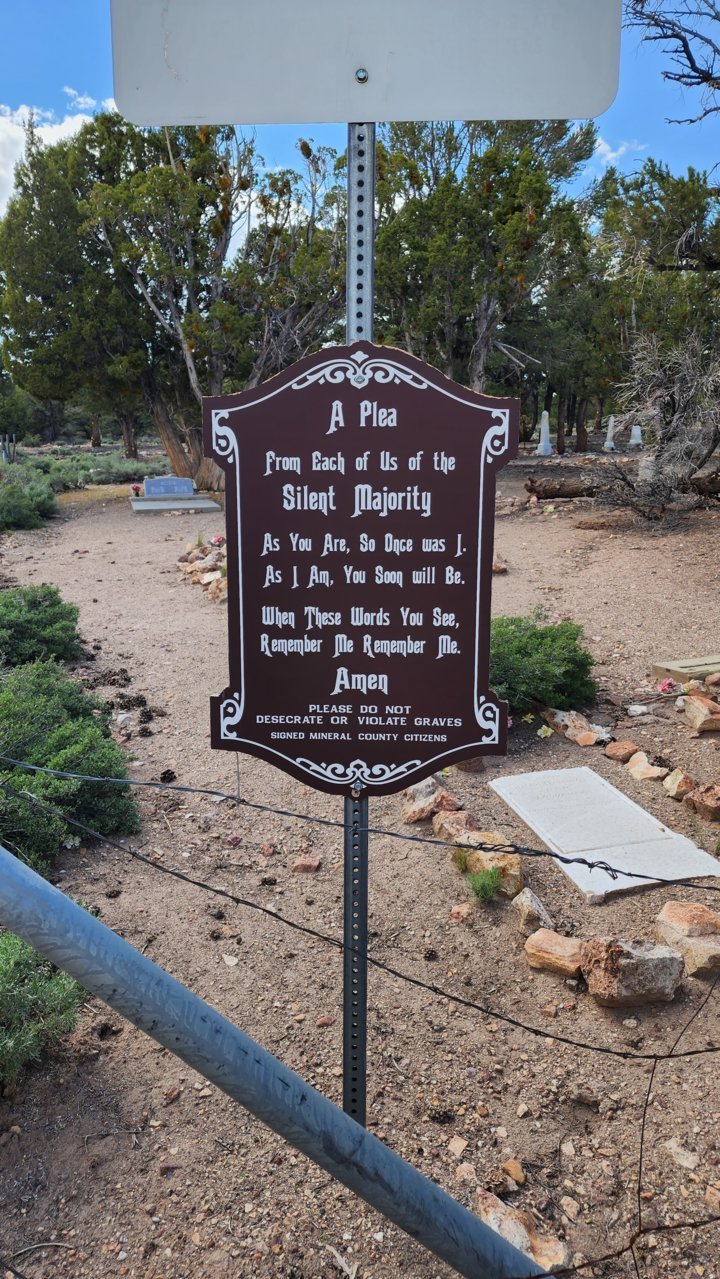 A Plea
From Each of Us of the
Silent Majority
As You Are, So Once was I.
As I Am, You Soon will Be.
When These Words You See,
Remember Me Remember Me.
Amen
PLEASE DO NOT
DESECRATE OR VIOLATE GRAVES
SIGNED MINERAL COUNTY CITIZENS